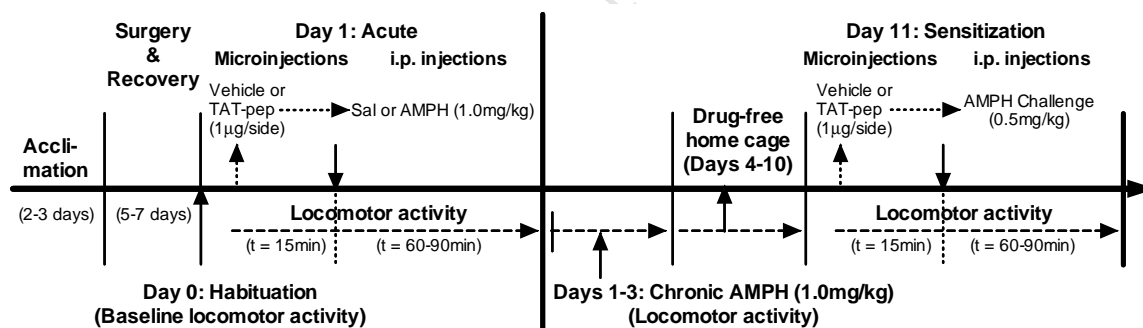 Surgery
&
Recovery
Day 1: Acute
Microinjections
i.p. injections
Vehicle or
TAT-pep
(1µg/side)
Sal or AMPH (1.0mg/kg)
Day 11: Sensitization
Microinjections
i.p. injections
Vehicle or
TAT-pep
(1µg/side)
AMPH Challenge
(0.5mg/kg)
Drug-free
home cage
(Days 4-10)
Accli-
mation
(2-3 days)
(5-7 days)
Locomotor activity
(t = 15min)
(t = 60-90min)
Locomotor activity
(t = 15min)
(t = 60-90min)
Day 0: Habituation
(Baseline locomotor activity)
Days 1-3: Chronic AMPH (1.0mg/kg)
(Locomotor activity)